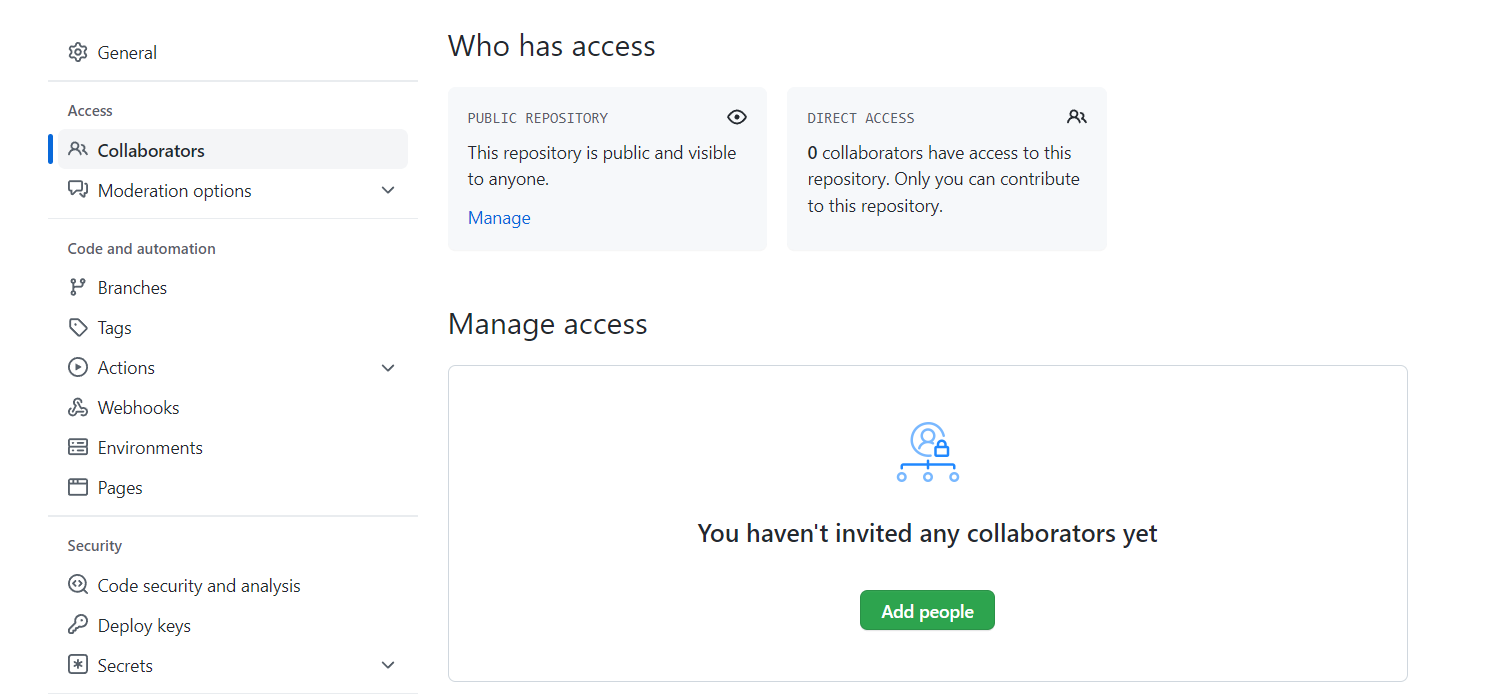 General
Access
Collaborators
Moderation options
Code and automation
Branches
Tags
Actions
Webhooks
Environments
Pages
Security
Code security and analysis
Deploy keys
Secrets
Who has access
PUBLIC REPOSITORY
This repository is public and visible
to anyone.
Manage
DIRECT ACCESS
0 collaborators have access to this
repository. Only you can contribute
to this repository.
Manage access
You haven't invited any collaborators yet
Add people